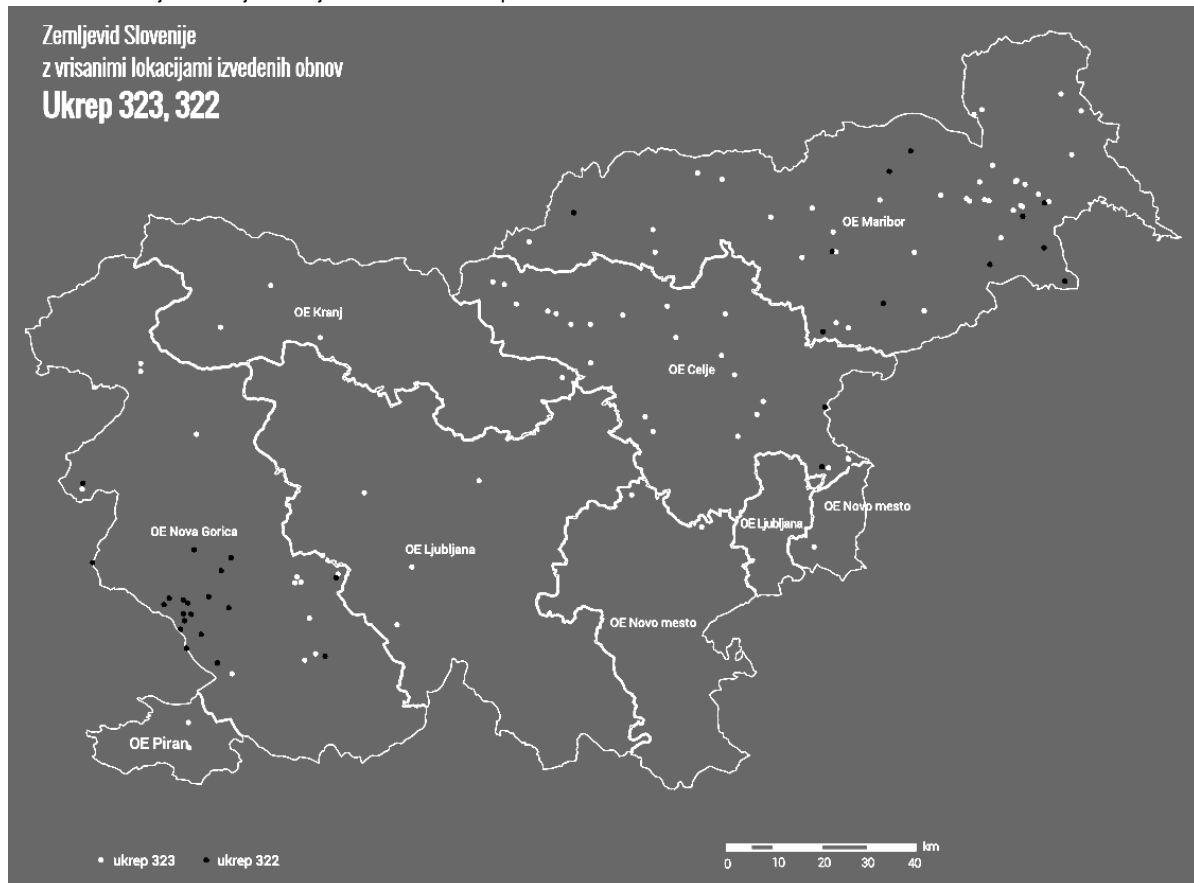 Zemljevid Slovenije
z vrisanimi lokacijami izvedenih obnov
Ukrep 323, 322
OE Maribor
OE Kranj
OE Celje
OE Novo mesto
OE Ljubljana
OE Nova Gorica
OE Ljubljana
OE Novo mesto
OE Piran
ukrep 323 ukrep 322
km
0 10 20 30 40